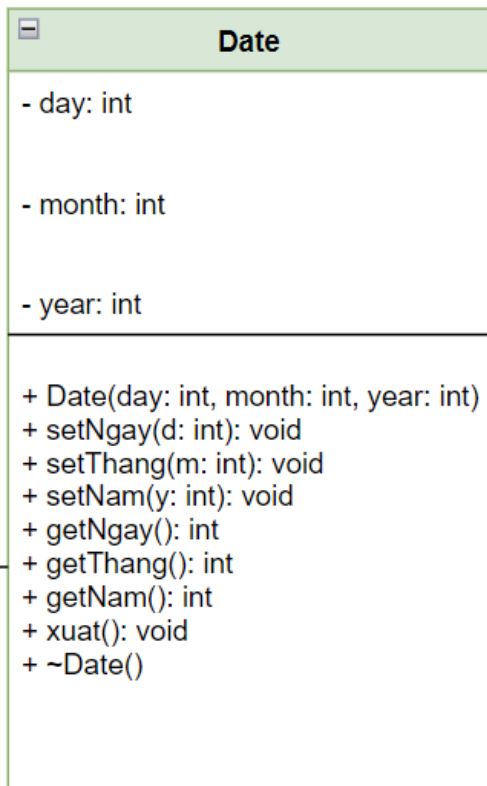 Date
- day: int
- month: int
- year: int
+ Date(day: int, month: int, year: int)
+ setNgay(d: int): void
+ setThang(m: int): void
+ setNam(y: int): void
+ getNgay(): int
+ getThang(): int
+ getNam(): int
+ xuat(): void
+ ~Date()